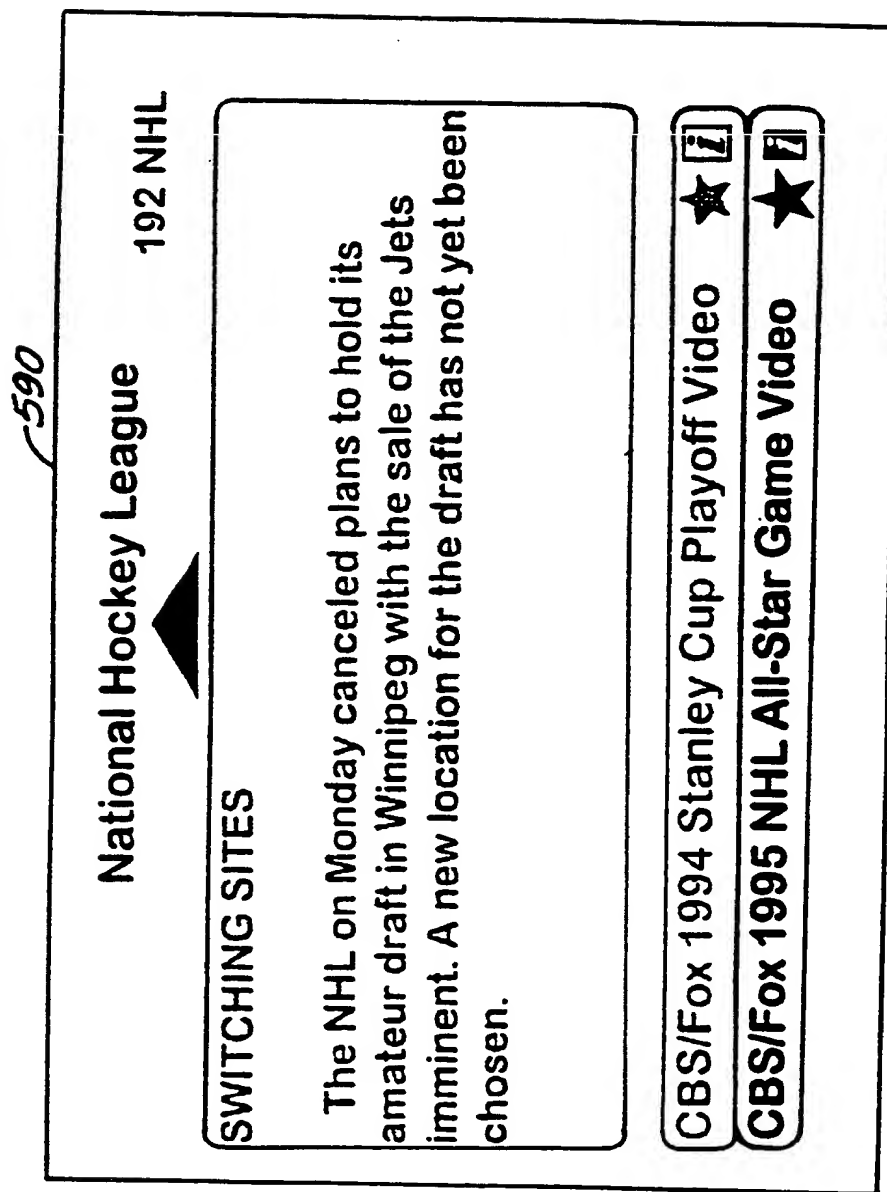 590
National Hockey League
192 NHL
SWITCHING SITES
The NHL on Monday canceled plans to hold its
amateur draft in Winnipeg with the sale of the Jets
imminent. A new location for the draft has not yet been
chosen.
CBS/Fox 1994 Stanley Cup Playoff Video i
CBS/Fox 1995 NHL All-Star Game Video i